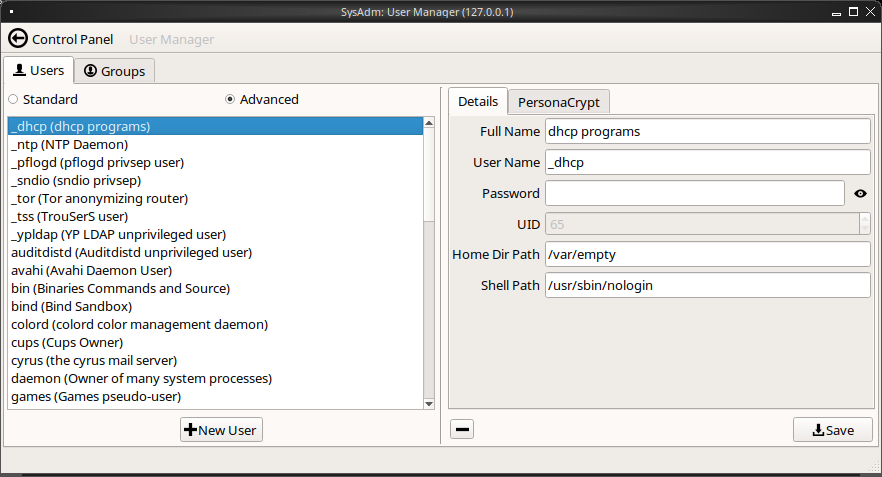 SysAdm: User Manager (127.0.0.1)
Control Panel User Manager
Users Groups
Standard Advanced
_dhcp (dhcp programs)
_ntp (NTP Daemon)
_pflogd (pflogd privsep user)
_sndio (sndio privsep)
_tor (Tor anonymizing router)
_tss (TrouSerS user)
_ypldap (YP LDAP unprivileged user)
auditdistd (Auditdistd unprivileged user)
avahi (Avahi Daemon User)
bin (Binaries Commands and Source)
bind (Bind Sandbox)
colord (colord color management daemon)
cups (Cups Owner)
cyrus (the cyrus mail server)
daemon (Owner of many system processes)
games (Games pseudo-user)
New User
Details PersonaCrypt
Full Name dhcp programs
User Name _dhcp
Password
UID 65
Home Dir Path /var/empty
Shell Path /usr/sbin/nologin
Save